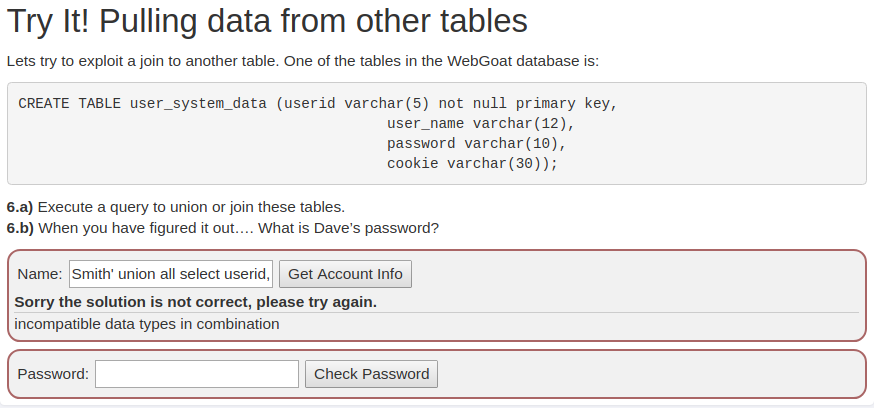 Try It! Pulling data from other tables
Lets try to exploit a join to another table. One of the tables in the WebGoat database is:
CREATE TABLE user_system_data (userid varchar(5) not null primary key,
user_name varchar(12),
password varchar(10),
cookie varchar(30));
6.a) Execute a query to union or join these tables.
6.b) When you have figured it out…. What is Dave’s password?
Name: Smith' union all select userid, Get Account Info
Sorry the solution is not correct, please try again.
incompatible data types in combination
Password: Check Password